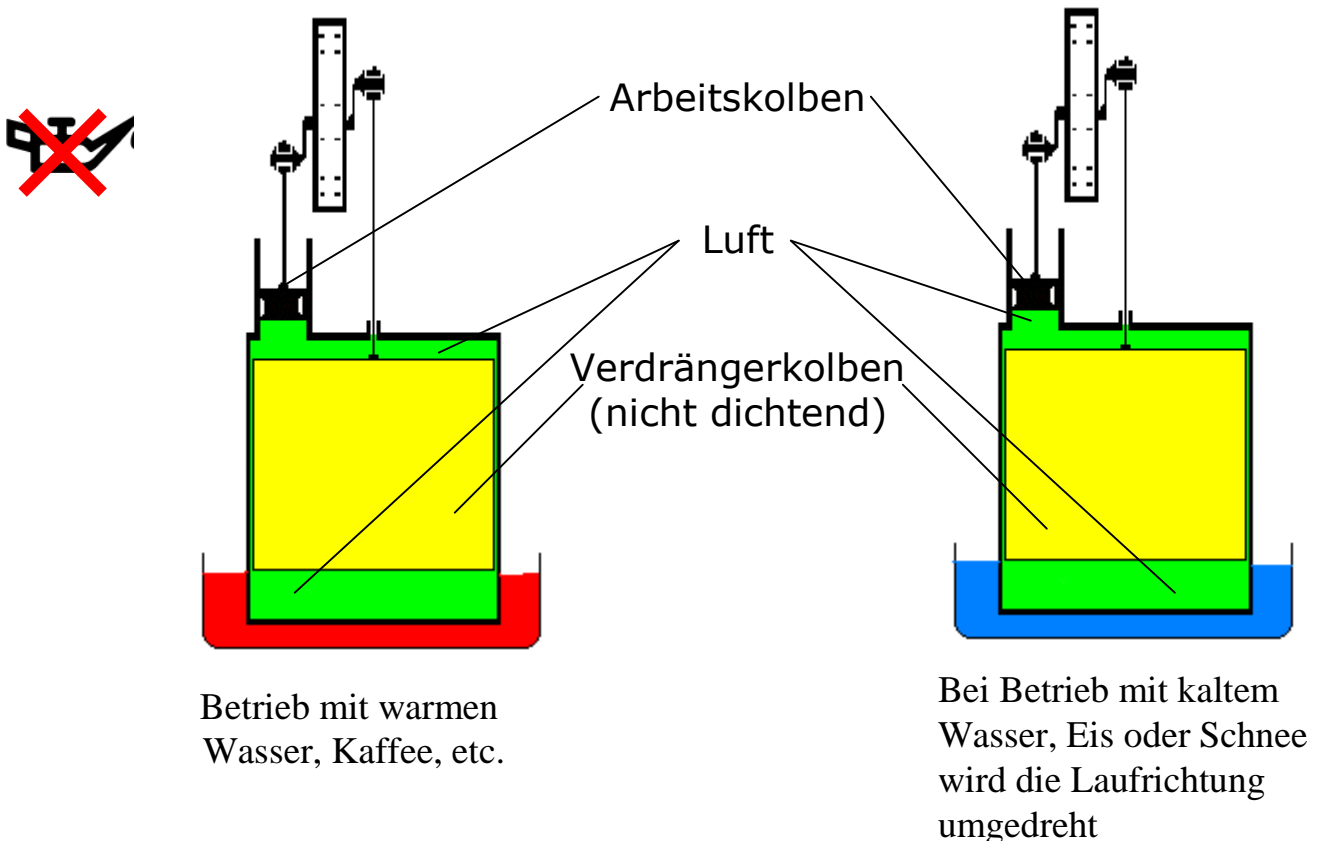 Arbeitskolben
Luft
Verdrängerkolben
(nicht dichtend)
Betrieb mit warmen
Wasser, Kaffee, etc.
Bei Betrieb mit kaltem
Wasser, Eis oder Schnee
wird die Laufrichtung
umgedreht